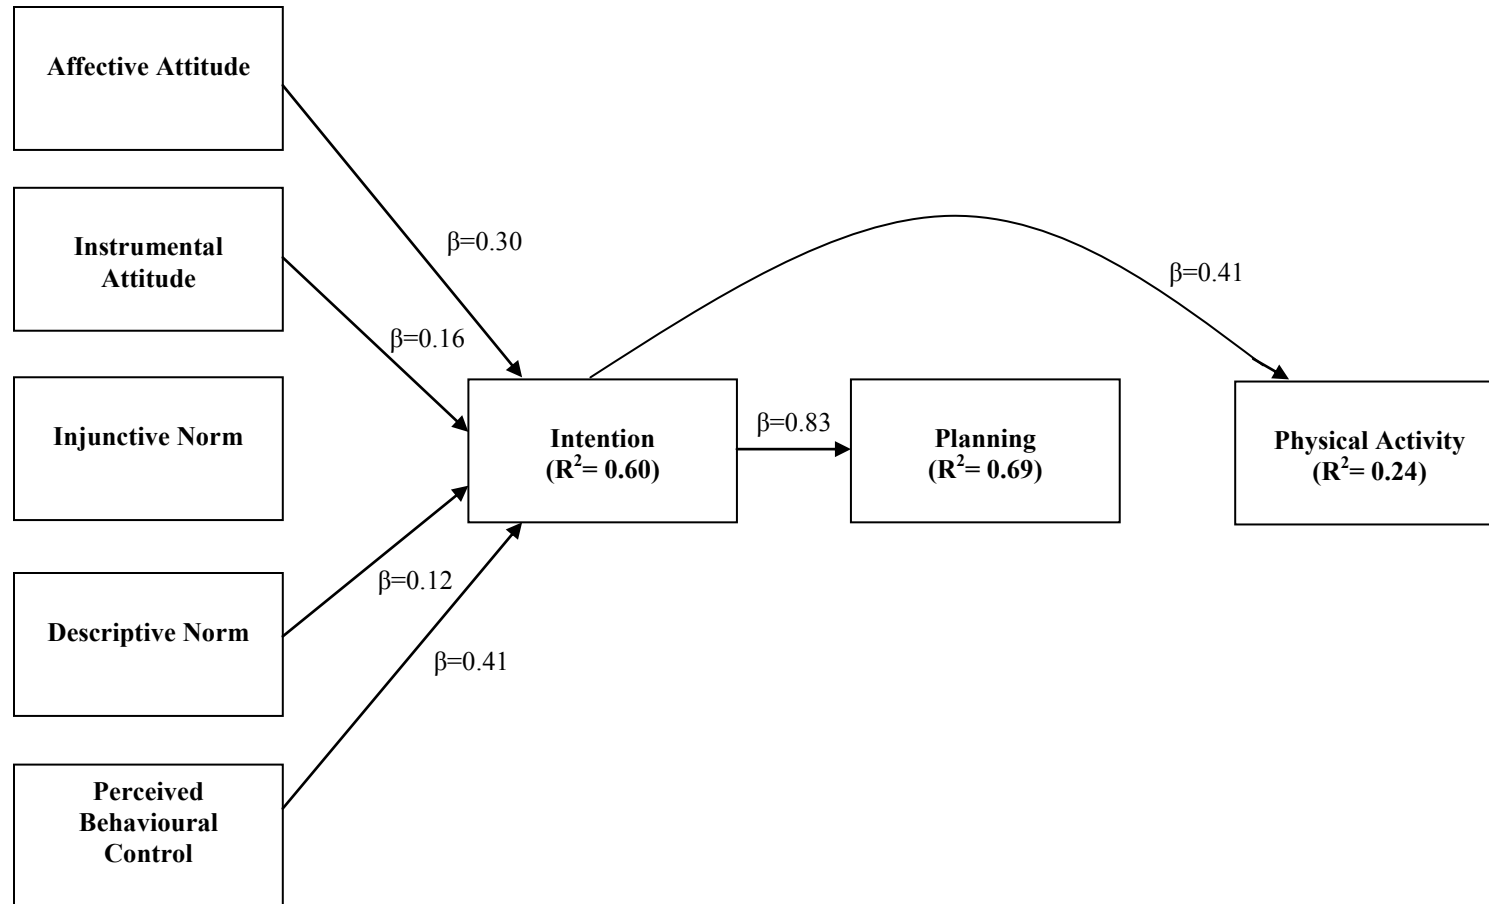 Affective Attitude
Instrumental
Attitude
Injunctive Norm
Descriptive Norm
Perceived
Behavioural
Control
β=0.30
β=0.16
β=0.12
β=0.41
Intention
(R²= 0.60)
β=0.83
Planning
(R²= 0.69)
β=0.41
Physical Activity
(R²= 0.24)